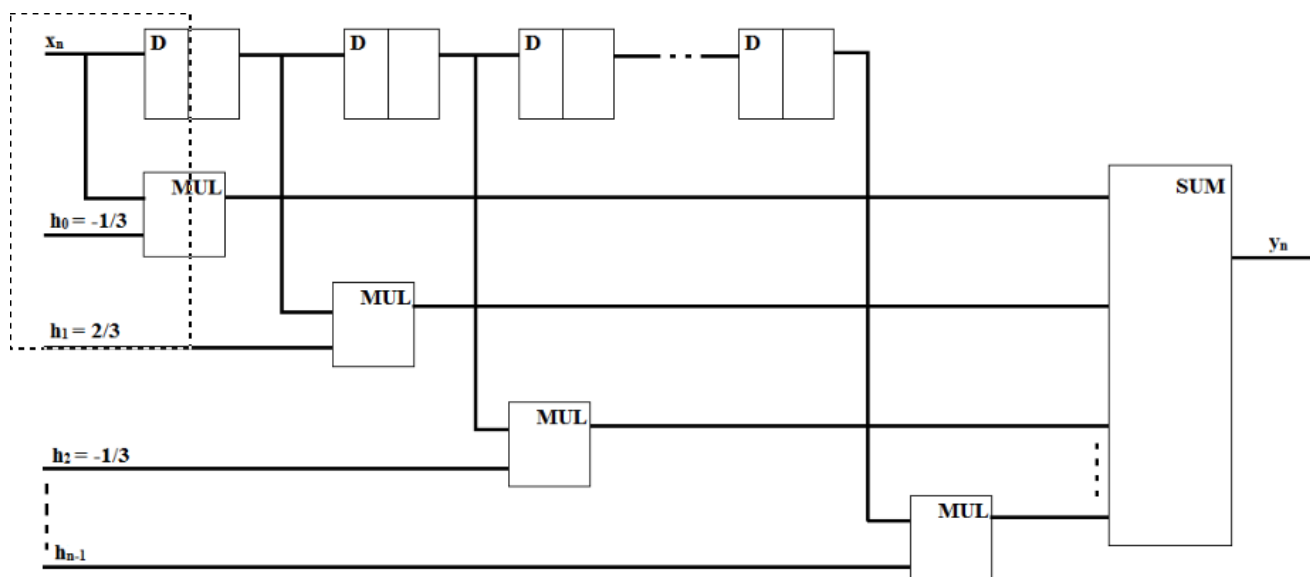 xₙ
D
D
D
D
MUL
h₀ = -1/3
SUM
yₙ
MUL
h₁ = 2/3
MUL
h₂ = -1/3
MUL
hₙ₋₁